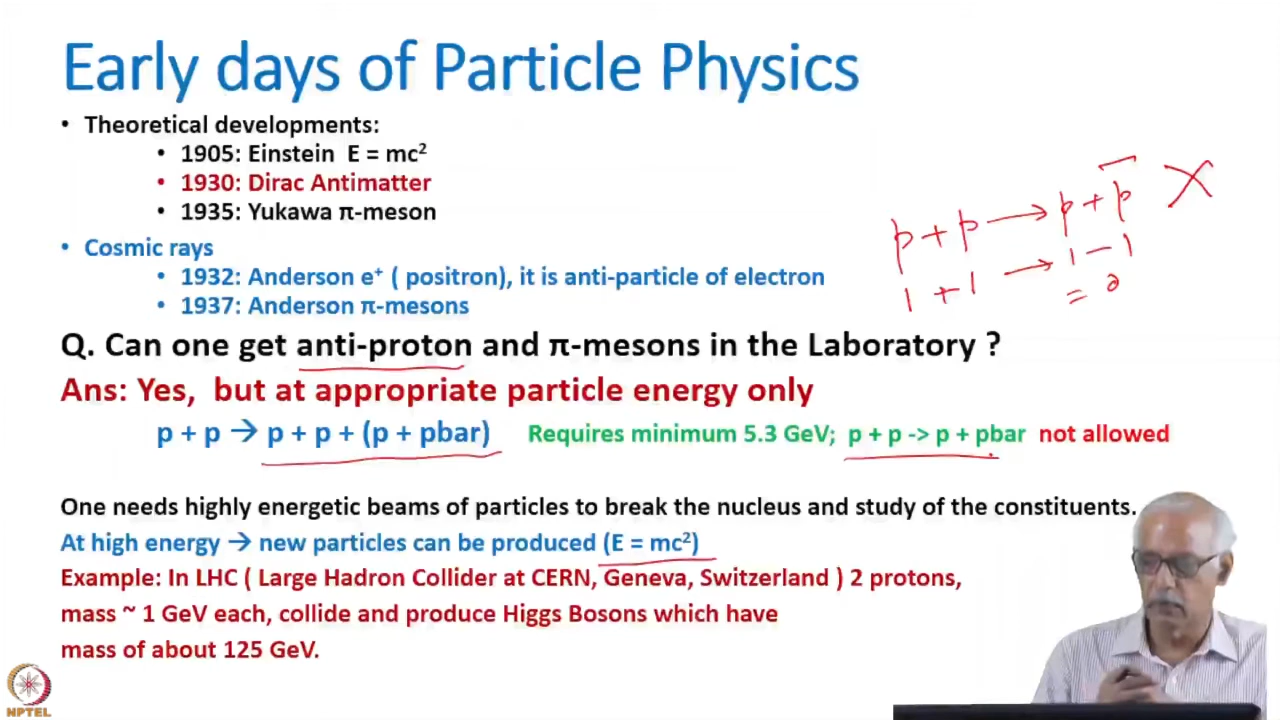 Early days of Particle Physics
• Theoretical developments:
• 1905: Einstein E = mc²
• 1930: Dirac Antimatter
• 1935: Yukawa π-meson
• Cosmic rays
• 1932: Anderson e⁺ ( positron), it is anti-particle of electron
• 1937: Anderson π-mesons
p + p → p + p̅ X
1 + 1 → 1 - 1
= 0
Q. Can one get anti-proton and π-mesons in the Laboratory ?
Ans: Yes, but at appropriate particle energy only
p + p → p + p + (p + pbar) Requires minimum 5.3 GeV; p + p -> p + pbar not allowed
One needs highly energetic beams of particles to break the nucleus and study of the constituents.
At high energy → new particles can be produced (E = mc²)
Example: In LHC ( Large Hadron Collider at CERN, Geneva, Switzerland ) 2 protons,
mass ~ 1 GeV each, collide and produce Higgs Bosons which have
mass of about 125 GeV.
NPTEL